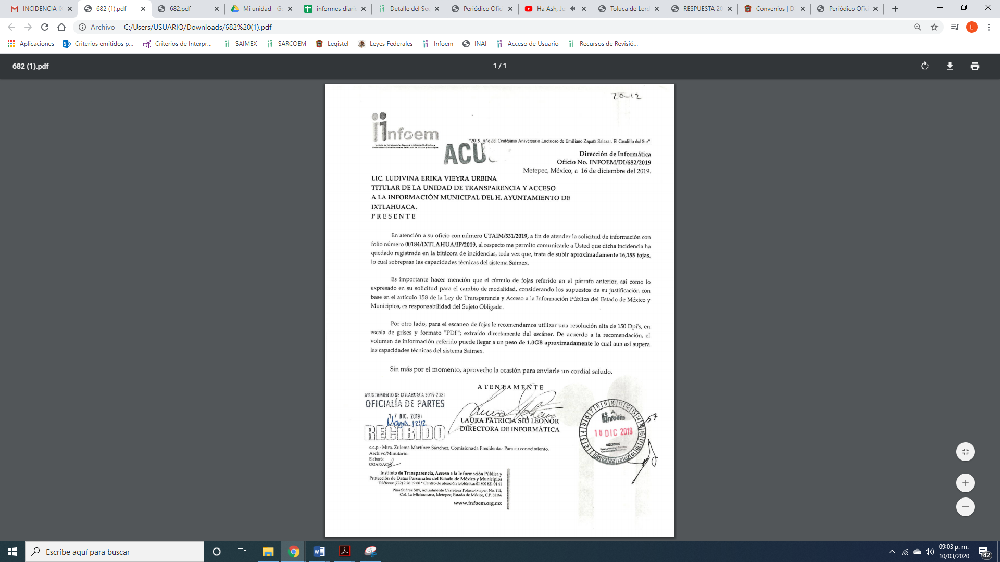 INCIDENCIA IX
682 (1).pdf
682.pdf
Mi unidad - Go
informes diari
Detalle del Seg
Periódico Ofici
Ha Ash, Je
Toluca de Lerd
RESPUESTA 20
Convenios | Di
Periódico Ofici
Archivo
C:/Users/USUARIO/Downloads/682%20(1).pdf
L
Aplicaciones
Criterios emitidos p...
Criterios de Interpr...
SAIMEX
SARCOEM
Legistel
Leyes Federales
Infoem
INAI
Acceso de Usuario
Recursos de Revisió...
682 (1).pdf
1 / 1
20-12
infoem
Instituto de Transparencia, Acceso a la Información Pública y
Protección de Datos Personales del Estado de México y Municipios
"2019. Año del Centésimo Aniversario Luctuoso de Emiliano Zapata Salazar. El Caudillo del Sur".
ACU
Dirección de Informática
Oficio No. INFOEM/DI/682/2019
Metepec, México, a 16 de diciembre del 2019.
LIC. LUDIVINA ERIKA VIEYRA URBINA
TITULAR DE LA UNIDAD DE TRANSPARENCIA Y ACCESO
A LA INFORMACIÓN MUNICIPAL DEL H. AYUNTAMIENTO DE
IXTLAHUACA.
P R E S E N T E
En atención a su oficio con número UTAIM/531/2019, a fin de atender la solicitud de información con
folio número 00184/IXTLAHUA/IP/2019, al respecto me permito comunicarle a Usted que dicha incidencia ha
quedado registrada en la bitácora de incidencias, toda vez que, trata de subir aproximadamente 16,155 fojas,
lo cual sobrepasa las capacidades técnicas del sistema Saimex.
Es importante hacer mención que el cúmulo de fojas referido en el párrafo anterior, así como lo
expresado en su solicitud para el cambio de modalidad, considerando los supuestos de su justificación con
base en el artículo 158 de la Ley de Transparencia y Acceso a la Información Pública del Estado de México y
Municipios, es responsabilidad del Sujeto Obligado.
Por otro lado, para el escaneo de fojas le recomendamos utilizar una resolución alta de 150 Dpi's, en
escala de grises y formato "PDF"; extraído directamente del escáner. De acuerdo a la recomendación, el
volumen de información referido puede llegar a un peso de 1.0GB aproximadamente lo cual aun así supera
las capacidades técnicas del sistema Saimex.
Sin más por el momento, aprovecho la ocasión para enviarle un cordial saludo.
A T E N T A M E N T E
AYUNTAMIENTO DE IXTLAHUACA 2019-2021
OFICIALÍA DE PARTES
17 DIC. 2019
Mayra 12:12
RECIBIDO
LAURA PATRICIA SIÚ LEONOR
DIRECTORA DE INFORMÁTICA
infoem
16 DIC 2019
RECIBIDO
c.c.p.- Mtra. Zulema Martínez Sánchez, Comisionada Presidenta.- Para su conocimiento.
Archivo/Minutario.
Elaboró:
OGAR/ACM
Instituto de Transparencia, Acceso a la Información Pública y
Protección de Datos Personales del Estado de México y Municipios
Teléfono: (722) 2 26 19 80 * Centro de atención telefónica: 01 800 821 04 41
Pino Suárez S/N, actualmente Carretera Toluca-Ixtapan No. 111,
Col. La Michoacana, Metepec, Estado de México, C.P. 52166
www.infoem.org.mx
Escribe aquí para buscar
09:03 p. m.
10/03/2020
42